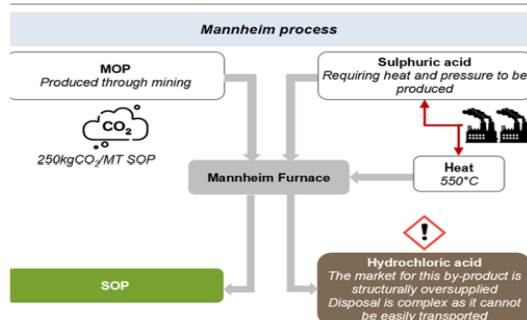 Mannheim process
MOP
Produced through mining
Sulphuric acid
Requiring heat and pressure to be
produced
CO₂
250kgCO₂/MT SOP
Mannheim Furnace
Heat
550°C
!
SOP
Hydrochloric acid
The market for this by-product is
structurally oversupplied
Disposal is complex as it cannot
be easily transported